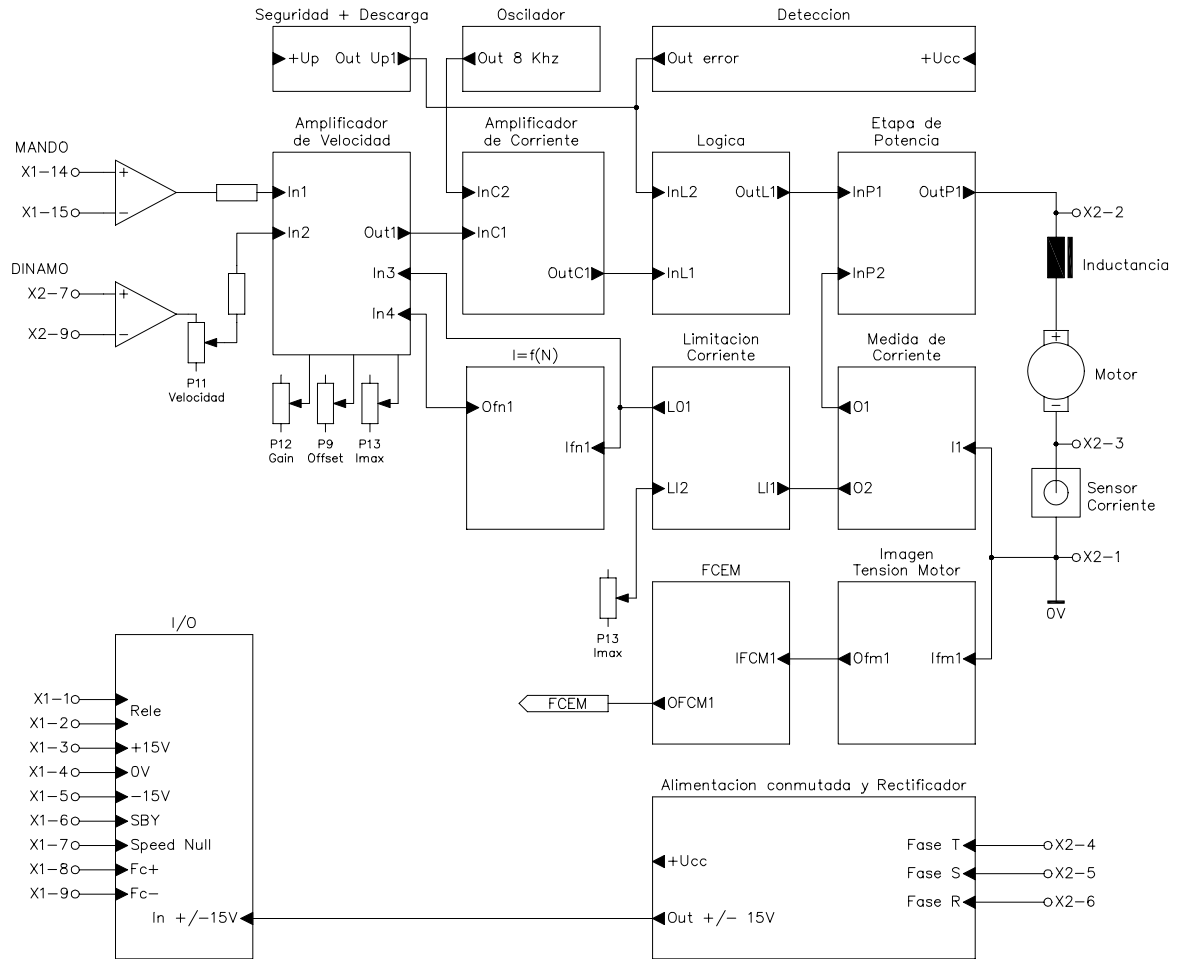 Seguridad + Descarga
Oscilador
Deteccion
+Up
Out Up1
Out 8 Khz
Out error
+Ucc
Amplificador
de Velocidad
Amplificador
de Corriente
Logica
Etapa de
Potencia
MANDO
X1-14
+
X1-15
−
In1
In2
Out1
In3
In4
InC2
InC1
OutC1
InL2
OutL1
InL1
InP1
OutP1
InP2
X2-2
Inductancia
DINAMO
X2-7
+
X2-9
−
P11
Velocidad
P12
Gain
P9
Offset
P13
Imax
I=f(N)
Ofn1
Ifn1
Limitacion
Corriente
LO1
LI2
LI1
Medida de
Corriente
O1
I1
O2
+
Motor
−
X2-3
Sensor
Corriente
X2-1
0V
P13
Imax
FCEM
IFCM1
OFCM1
FCEM
Imagen
Tension Motor
Ofm1
Ifm1
I/O
X1-1
X1-2
Rele
X1-3
+15V
X1-4
0V
X1-5
-15V
X1-6
SBY
X1-7
Speed Null
X1-8
Fc+
X1-9
Fc-
In +/-15V
Alimentacion conmutada y Rectificador
+Ucc
Out +/- 15V
Fase T
X2-4
Fase S
X2-5
Fase R
X2-6